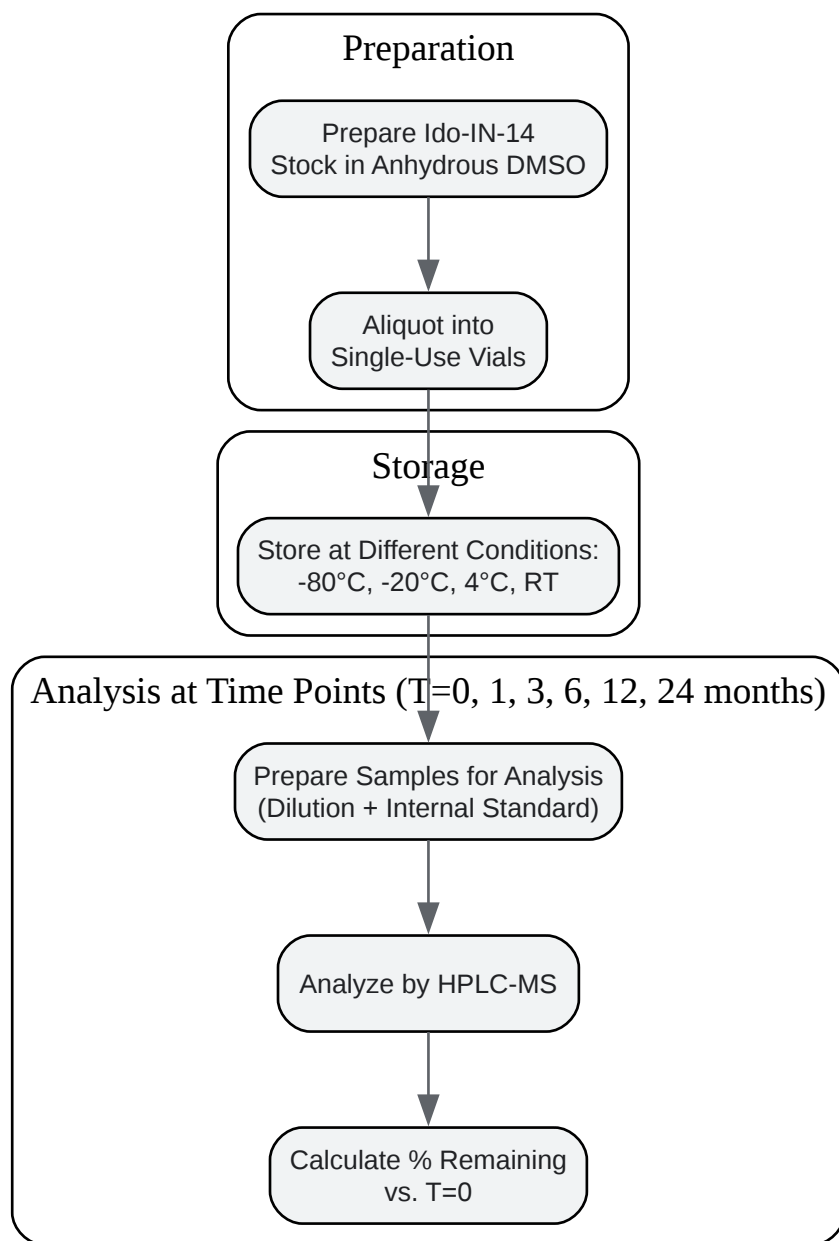 Preparation
Prepare Ido-IN-14
Stock in Anhydrous DMSO
Aliquot into
Single-Use Vials
Storage
Store at Different Conditions:
-80°C, -20°C, 4°C, RT
Analysis at Time Points (T=0, 1, 3, 6, 12, 24 months)
Prepare Samples for Analysis
(Dilution + Internal Standard)
Analyze by HPLC-MS
Calculate % Remaining
vs. T=0